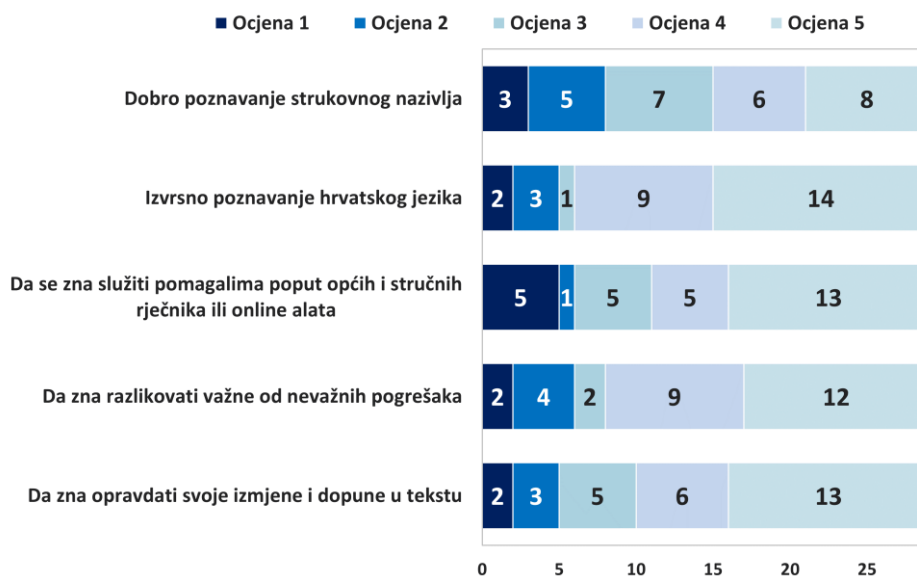 Ocjena 1 Ocjena 2 Ocjena 3 Ocjena 4 Ocjena 5
Dobro poznavanje strukovnog nazivlja 3 5 7 6 8
Izvrsno poznavanje hrvatskog jezika 2 3 1 9 14
Da se zna služiti pomagalima poput općih i stručnih
rječnika ili online alata 5 1 5 5 13
Da zna razlikovati važne od nevažnih pogrešaka 2 4 2 9 12
Da zna opravdati svoje izmjene i dopune u tekstu 2 3 5 6 13
0 5 10 15 20 25